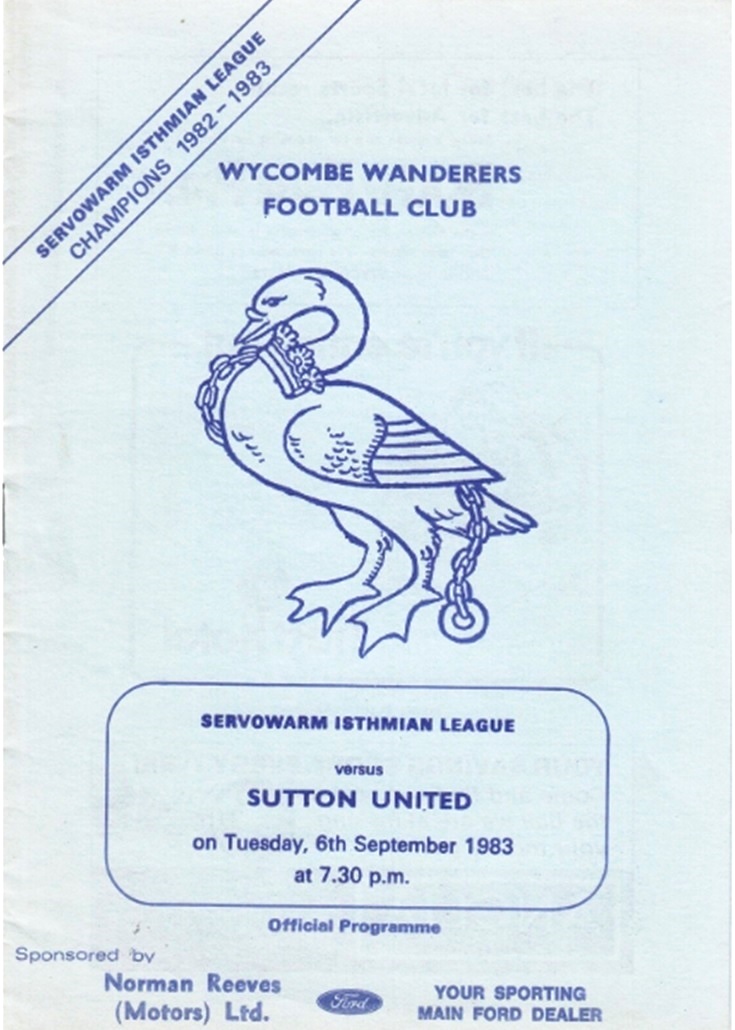 SERVOWARM ISTHMIAN LEAGUE
CHAMPIONS 1982-1983
WYCOMBE WANDERERS
FOOTBALL CLUB
SERVOWARM ISTHMIAN LEAGUE
versus
SUTTON UNITED
on Tuesday, 6th September 1983
at 7.30 p.m.
Official Programme
Sponsored by
Norman Reeves
(Motors) Ltd.
Ford
YOUR SPORTING
MAIN FORD DEALER